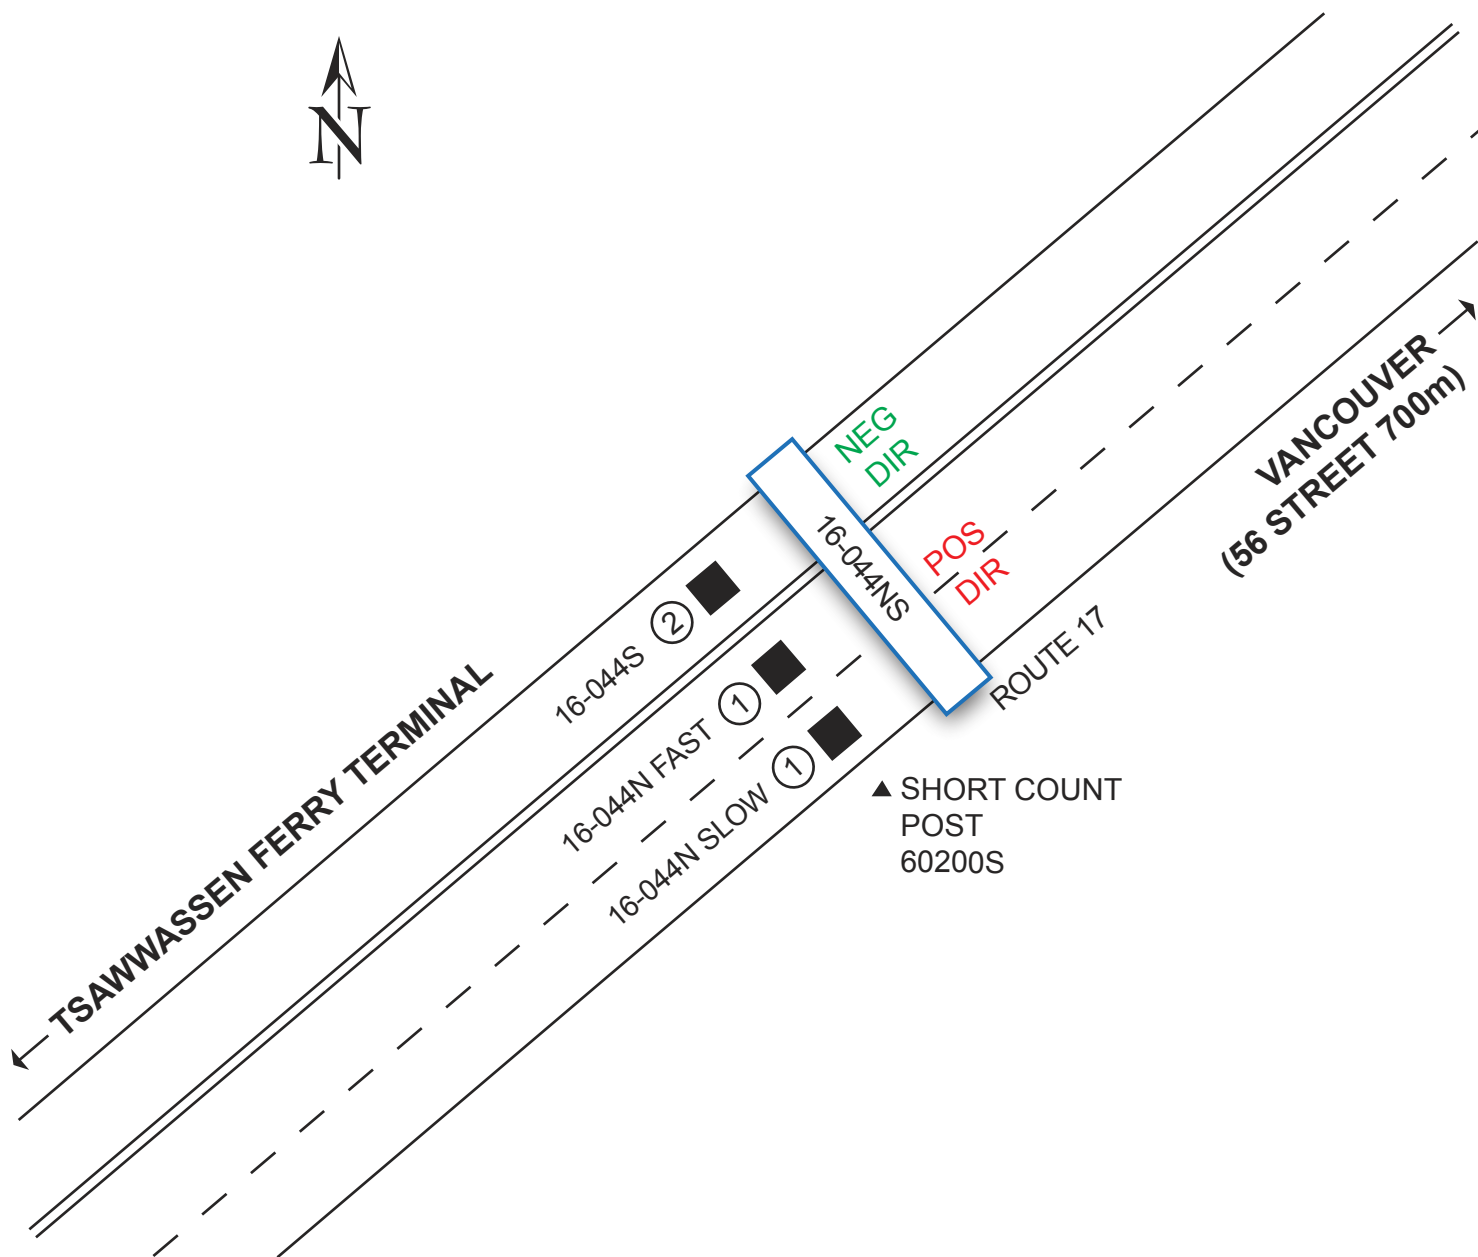 N
NEG
DIR
VANCOUVER
(56 STREET 700m)
16-044NS
POS
DIR
16-044S 2
ROUTE 17
TSAWWASSEN FERRY TERMINAL
16-044N FAST 1
16-044N SLOW 1
SHORT COUNT
POST
60200S